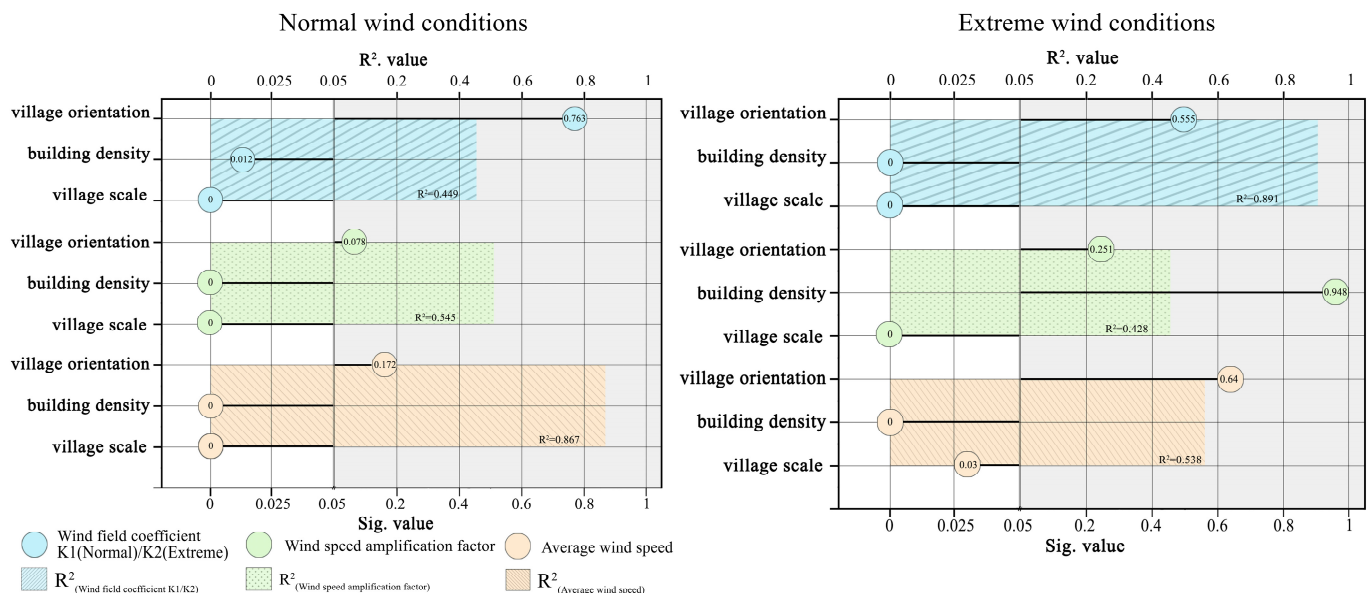 Normal wind conditions
R². value
0 0.025 0.05 0.2 0.4 0.6 0.8 1
village orientation
0.763
building density
0.012
village scale
0
R²=0.449
village orientation
0.078
building density
0
village scale
0
R²=0.545
village orientation
0.172
building density
0
village scale
0
R²=0.867
0 0.025 0.05 0.2 0.4 0.6 0.8 1
Sig. value
Extreme wind conditions
R². value
0 0.025 0.05 0.2 0.4 0.6 0.8 1
village orientation
0.555
building density
0
village scale
0
R²=0.891
village orientation
0.251
building density
0.948
village scale
0
R²=0.428
village orientation
0.64
building density
0
village scale
0.03
R²=0.538
0 0.025 0.05 0.2 0.4 0.6 0.8 1
Sig. value
Wind field coefficient
K1(Normal)/K2(Extreme)
Wind speed amplification factor
Average wind speed
R² (Wind field coefficient K1/K2)
R² (Wind speed amplification factor)
R² (Average wind speed)